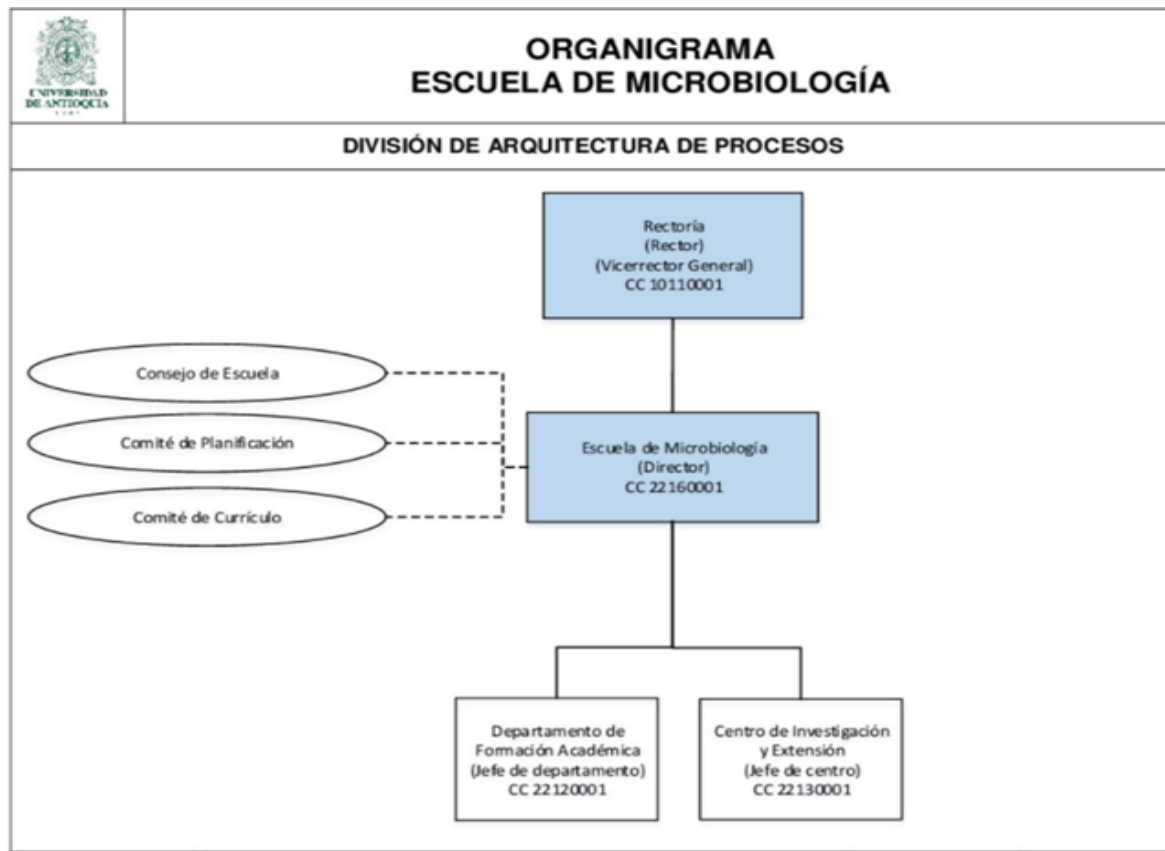 UNIVERSIDAD
DE ANTIOQUIA
ORGANIGRAMA
ESCUELA DE MICROBIOLOGÍA
DIVISIÓN DE ARQUITECTURA DE PROCESOS
Rectoría
(Rector)
(Vicerrector General)
CC 10110001
Consejo de Escuela
Comité de Planificación
Comité de Currículo
Escuela de Microbiología
(Director)
CC 22160001
Departamento de
Formación Académica
(Jefe de departamento)
CC 22120001
Centro de Investigación
y Extensión
(Jefe de centro)
CC 22130001